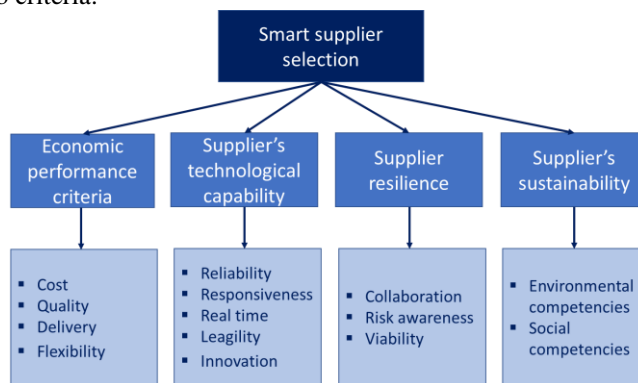 criteria.
Smart supplier
selection
Economic
performance
criteria
Supplier's
technological
capability
Supplier
resilience
Supplier's
sustainability
▪ Cost
▪ Quality
▪ Delivery
▪ Flexibility
▪ Reliability
▪ Responsiveness
▪ Real time
▪ Leagility
▪ Innovation
▪ Collaboration
▪ Risk awareness
▪ Viability
▪ Environmental
competencies
▪ Social
competencies